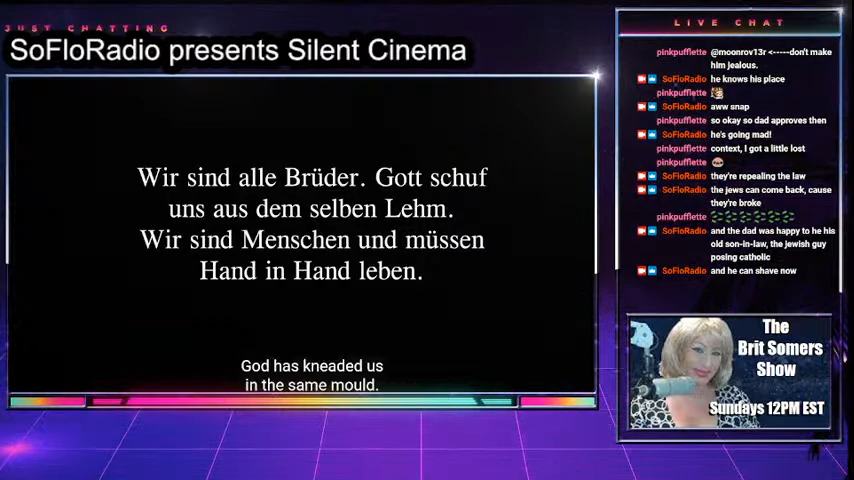 JUST CHATTING
SoFloRadio presents Silent Cinema
Wir sind alle Brüder. Gott schuf
uns aus dem selben Lehm.
Wir sind Menschen und müssen
Hand in Hand leben.
God has kneaded us
in the same mould.
LIVE CHAT
pinkpufflette @moonrov13r <-----don't make
him jealous.
SoFloRadio he knows his place
pinkpufflette
SoFloRadio aww snap
pinkpufflette so okay so dad approves then
SoFloRadio he's going mad!
pinkpufflette context, I got a little lost
pinkpufflette
SoFloRadio they're repealing the law
SoFloRadio the jews can come back, cause
they're broke
pinkpufflette
SoFloRadio and the dad was happy to he his
old son-in-law, the jewish guy
posing catholic
SoFloRadio and he can shave now
The
Brit Somers
Show
Sundays 12PM EST